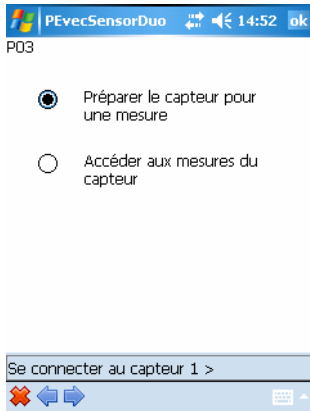 PEvecSensorDuo 14:52 ok
P03
Préparer le capteur pour
une mesure
Accéder aux mesures du
capteur
Se connecter au capteur 1 >